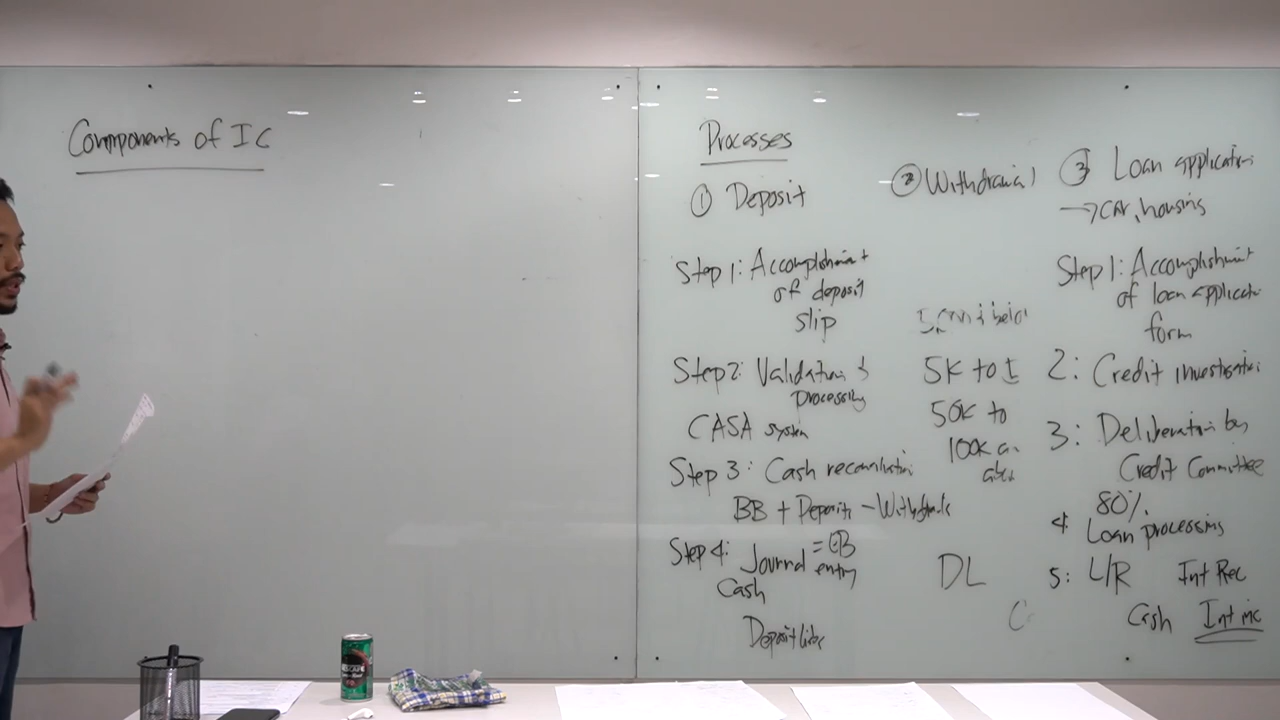 Components of IC
Processes
① Deposit
Step 1: Accomplishment
of deposit
slip
Step 2: Validation &
processing
CASA system
Step 3: Cash reconciliation
BB + Deposits - Withdrawals
= EB
Step 4: Journal
entry
Cash
Deposit liab
② Withdrawal
5K to
50K to
100K
DL
C
③ Loan application
→ car, housing
Step 1: Accomplishment
of loan application
form
2: Credit investigation
3: Deliberation by
Credit Committee
80%
4 Loan processing
5: L/R Int Rec
Cash Int inc